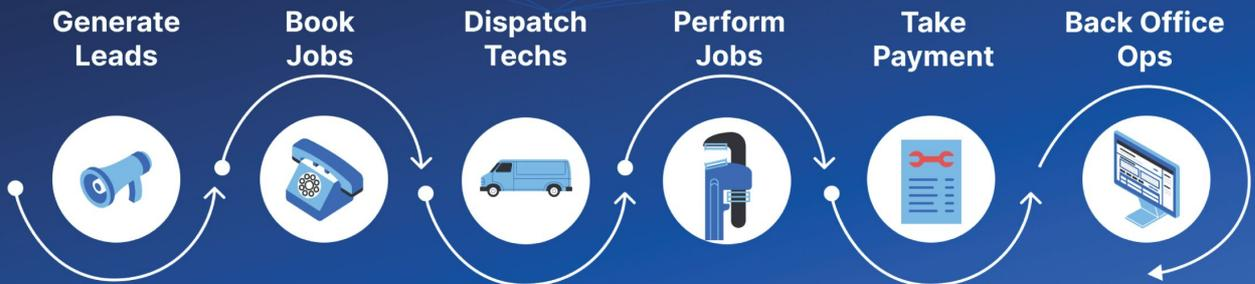 Generate
Leads
Book
Jobs
Dispatch
Techs
Perform
Jobs
Take
Payment
Back Office
Ops